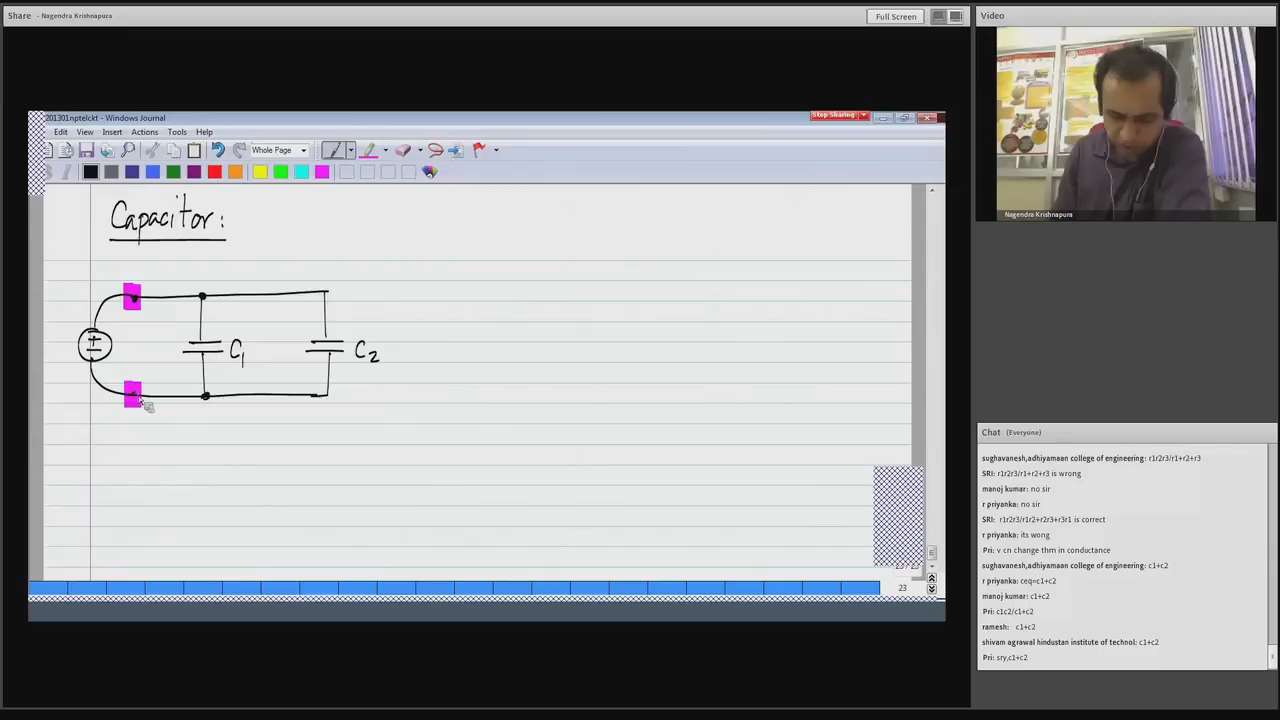 Share - Nagendra Krishnapura
Full Screen
Video
201301nptelckt - Windows Journal
Stop Sharing
Edit View Insert Actions Tools Help
Whole Page
Capacitor:
+
−
C1
C2
23
Nagendra Krishnapura
Chat (Everyone)
sughavanesh,adhiyamaan college of engineering: r1r2r3/r1+r2+r3
SRI: r1r2r3/r1+r2+r3 is wrong
manoj kumar: no sir
r priyanka: no sir
SRI: r1r2r3/r1r2+r2r3+r3r1 is correct
r priyanka: its wong
Pri: v cn change thm in conductance
sughavanesh,adhiyamaan college of engineering: c1+c2
r priyanka: ceq=c1+c2
manoj kumar: c1+c2
Pri: c1c2/c1+c2
ramesh: c1+c2
shivam agrawal hindustan institute of technol: c1+c2
Pri: sry,c1+c2